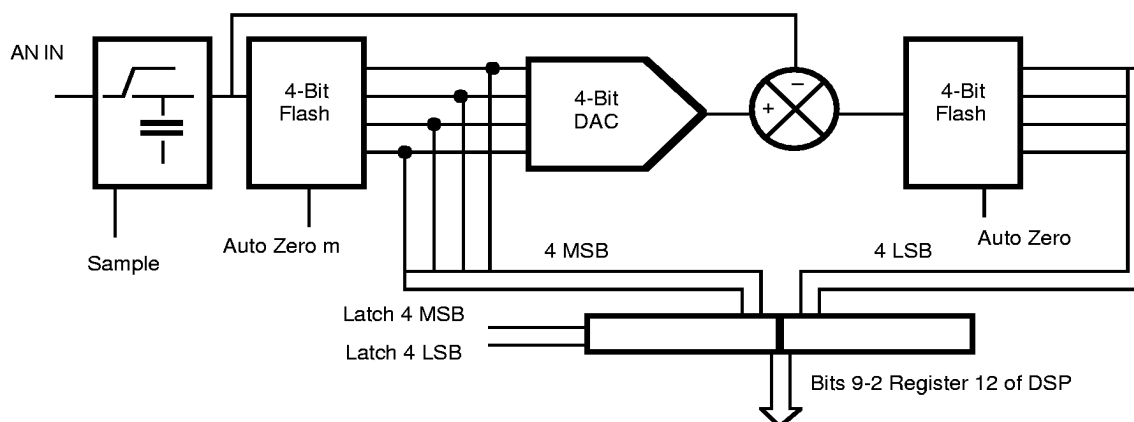 AN IN
4-Bit
Flash
4-Bit
DAC
+
−
4-Bit
Flash
Sample
Auto Zero m
Auto Zero
4 MSB
4 LSB
Latch 4 MSB
Latch 4 LSB
Bits 9-2 Register 12 of DSP